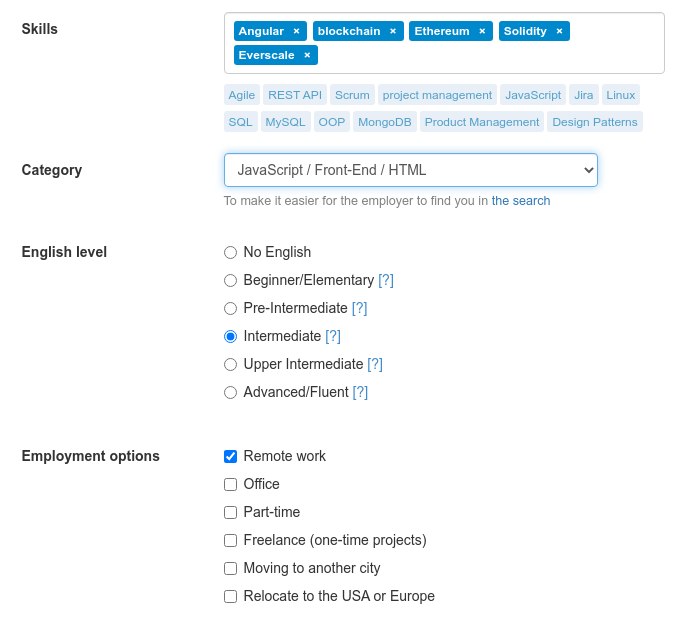 Skills
Angular × blockchain × Ethereum × Solidity ×
Everscale ×
Agile REST API Scrum project management JavaScript Jira Linux
SQL MySQL OOP MongoDB Product Management Design Patterns
Category JavaScript / Front-End / HTML
To make it easier for the employer to find you in the search
English level
No English
Beginner/Elementary [?]
Pre-Intermediate [?]
Intermediate [?]
Upper Intermediate [?]
Advanced/Fluent [?]
Employment options
Remote work
Office
Part-time
Freelance (one-time projects)
Moving to another city
Relocate to the USA or Europe